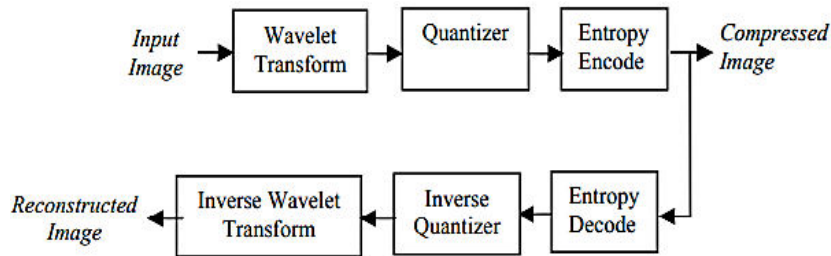 Input
Image
Wavelet
Transform
Quantizer
Entropy
Encode
Compressed
Image
Reconstructed
Image
Inverse Wavelet
Transform
Inverse
Quantizer
Entropy
Decode